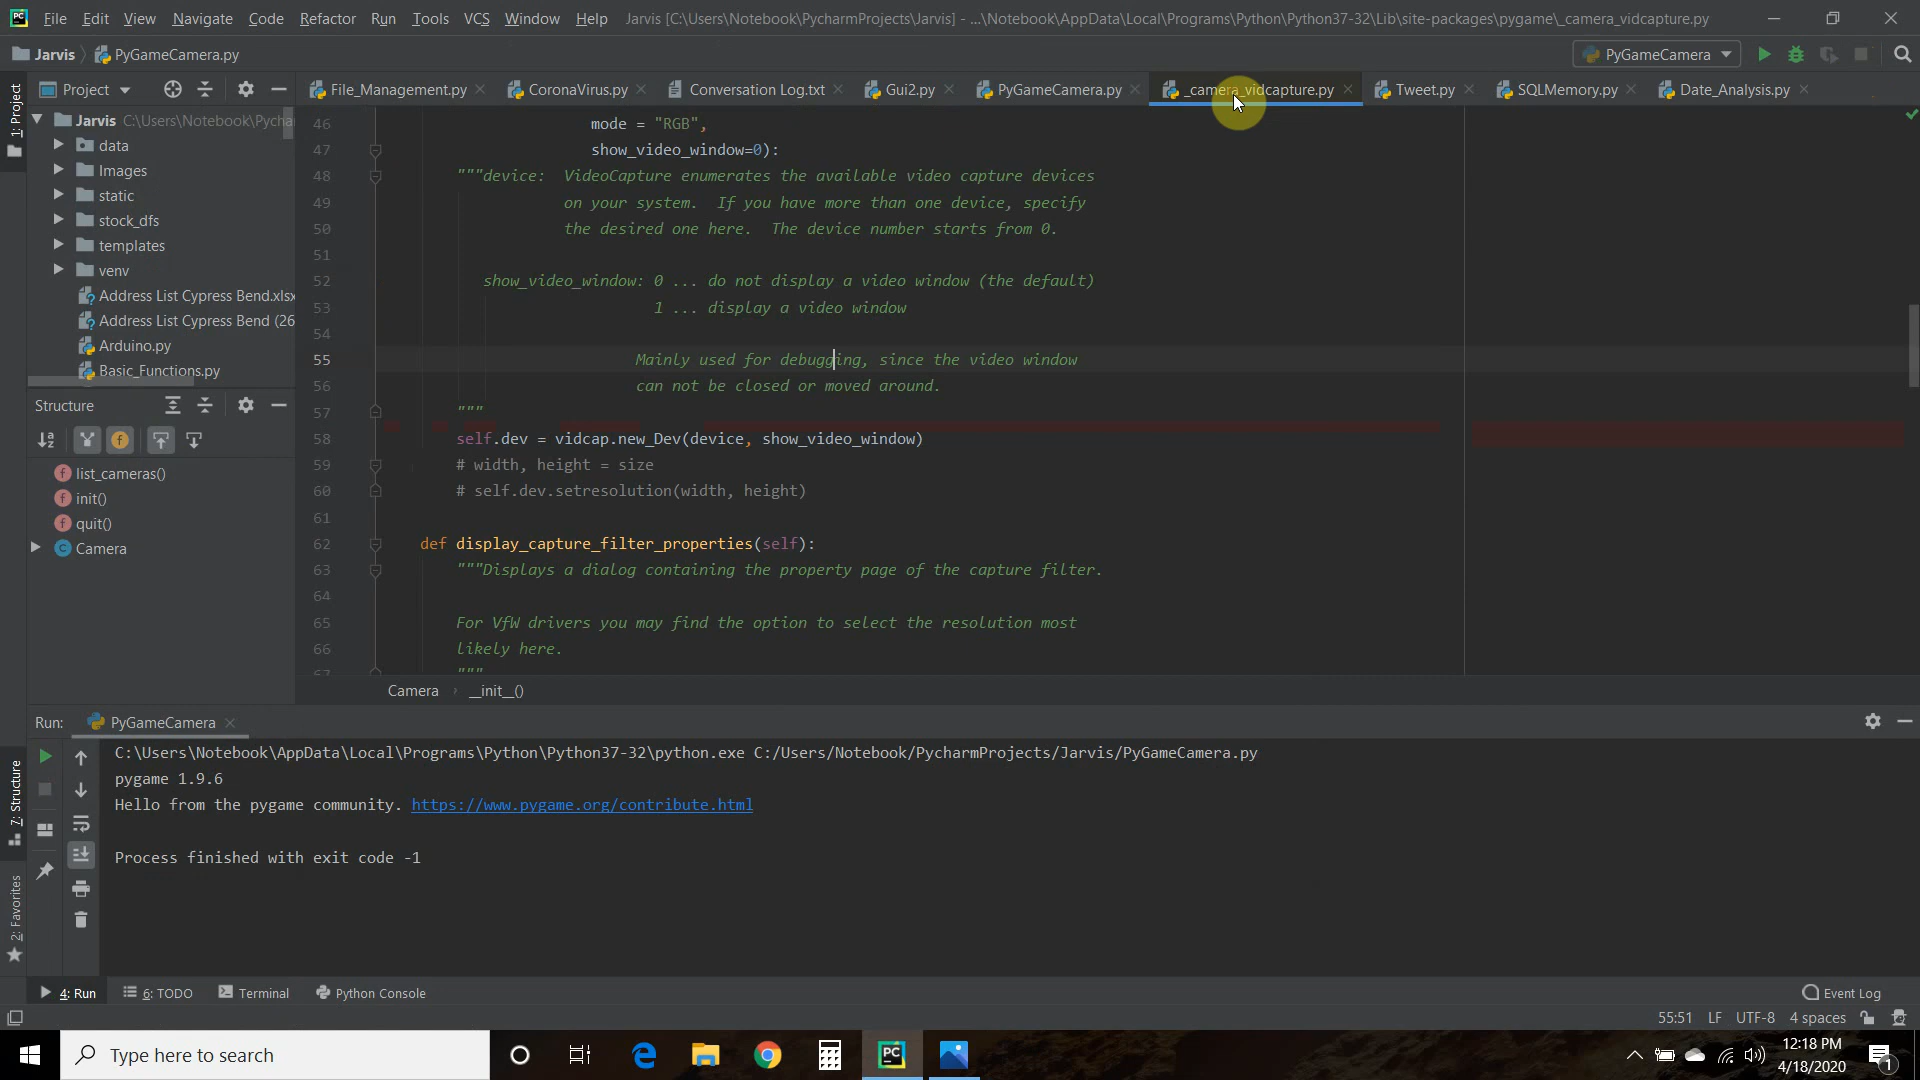 File Edit View Navigate Code Refactor Run Tools VCS Window Help Jarvis [C:\Users\Notebook\PycharmProjects\Jarvis] - ...\Notebook\AppData\Local\Programs\Python\Python37-32\Lib\site-packages\pygame\_camera_vidcapture.py
Jarvis PyGameCamera.py PyGameCamera
1: Project
Project
File_Management.py CoronaVirus.py Conversation Log.txt Gui2.py PyGameCamera.py _camera_vidcapture.py Tweet.py SQLMemory.py Date_Analysis.py
Jarvis C:\Users\Notebook\Pycha
data
Images
static
stock_dfs
templates
venv
Address List Cypress Bend.xlsx
Address List Cypress Bend (26
Arduino.py
Basic_Functions.py
Structure
list_cameras()
init()
quit()
Camera
46 mode = "RGB",
47 show_video_window=0):
48 """device: VideoCapture enumerates the available video capture devices
49 on your system. If you have more than one device, specify
50 the desired one here. The device number starts from 0.
51
52 show_video_window: 0 ... do not display a video window (the default)
53 1 ... display a video window
54
55 Mainly used for debugging, since the video window
56 can not be closed or moved around.
57 """
58 self.dev = vidcap.new_Dev(device, show_video_window)
59 # width, height = size
60 # self.dev.setresolution(width, height)
61
62 def display_capture_filter_properties(self):
63 """Displays a dialog containing the property page of the capture filter.
64
65 For VfW drivers you may find the option to select the resolution most
66 likely here.
67 """
Camera __init__()
Run: PyGameCamera
C:\Users\Notebook\AppData\Local\Programs\Python\Python37-32\python.exe C:/Users/Notebook/PycharmProjects/Jarvis/PyGameCamera.py
pygame 1.9.6
Hello from the pygame community. https://www.pygame.org/contribute.html
Process finished with exit code -1
7: Structure
2: Favorites
4: Run 6: TODO Terminal Python Console Event Log
55:51 LF UTF-8 4 spaces
Type here to search
PC
12:18 PM
4/18/2020
1